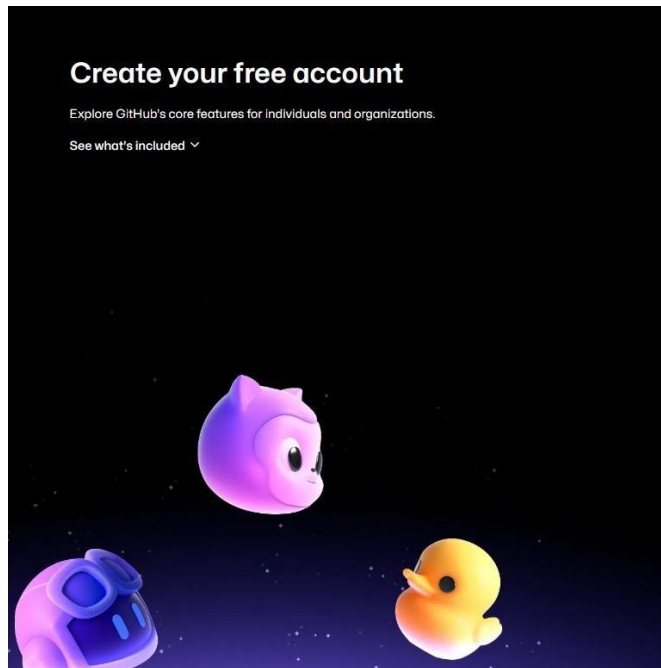 Create your free account
Explore GitHub's core features for individuals and organizations.
See what's included